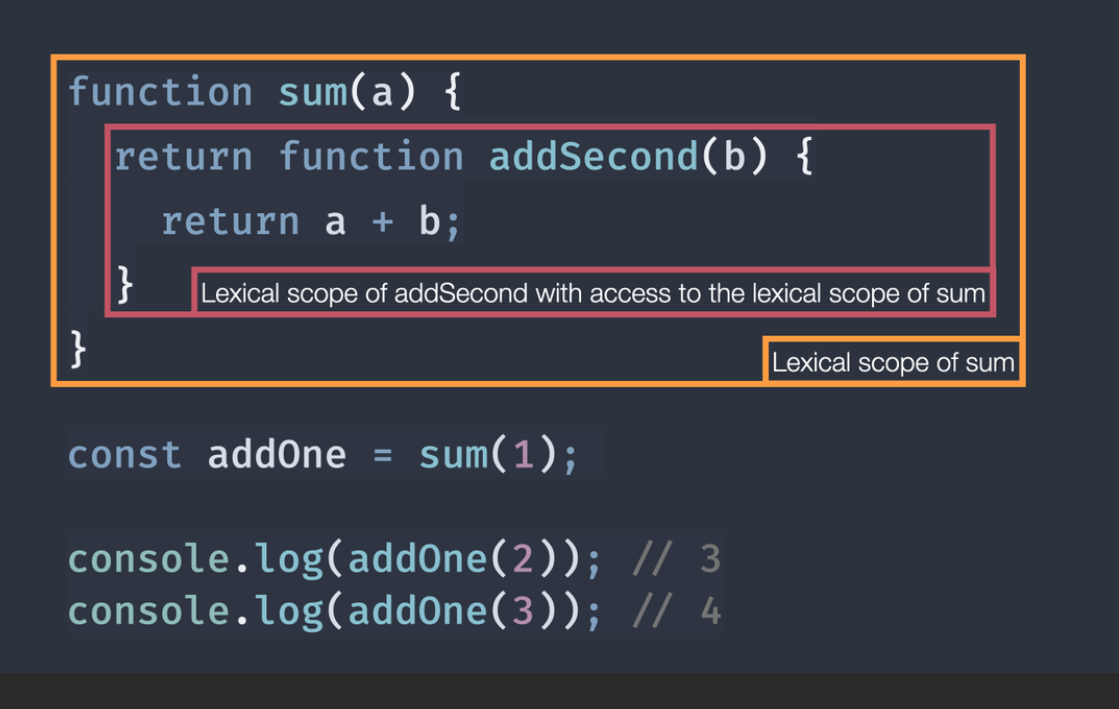 function sum(a) {
return function addSecond(b) {
return a + b;
}
Lexical scope of addSecond with access to the lexical scope of sum
}
Lexical scope of sum
const addOne = sum(1);
console.log(addOne(2)); // 3
console.log(addOne(3)); // 4